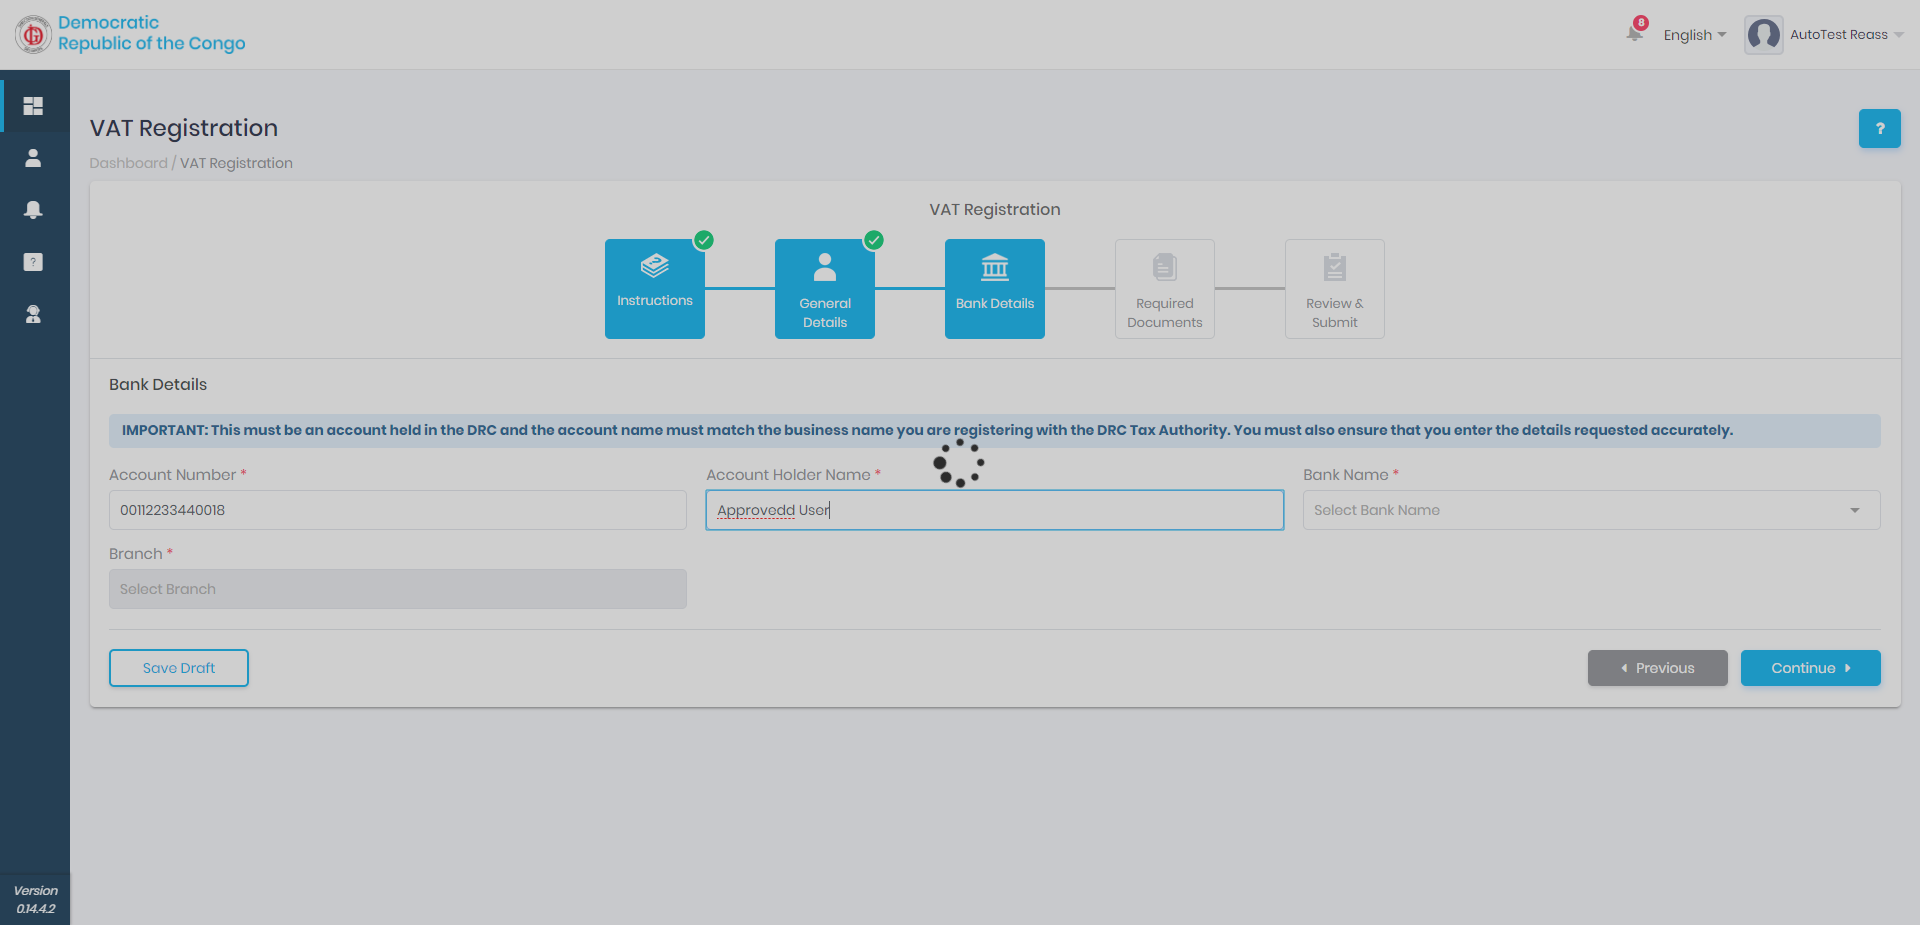 Democratic
Republic of the Congo
8
English
AutoTest Reass
VAT Registration
?
Dashboard / VAT Registration
VAT Registration
Instructions
General
Details
Bank Details
Required
Documents
Review &
Submit
Bank Details
IMPORTANT: This must be an account held in the DRC and the account name must match the business name you are registering with the DRC Tax Authority. You must also ensure that you enter the details requested accurately.
Account Number *
Account Holder Name *
Bank Name *
00112233440018
Approvedd User
Select Bank Name
Branch *
Select Branch
Save Draft
Previous
Continue
Version
0.14.4.2